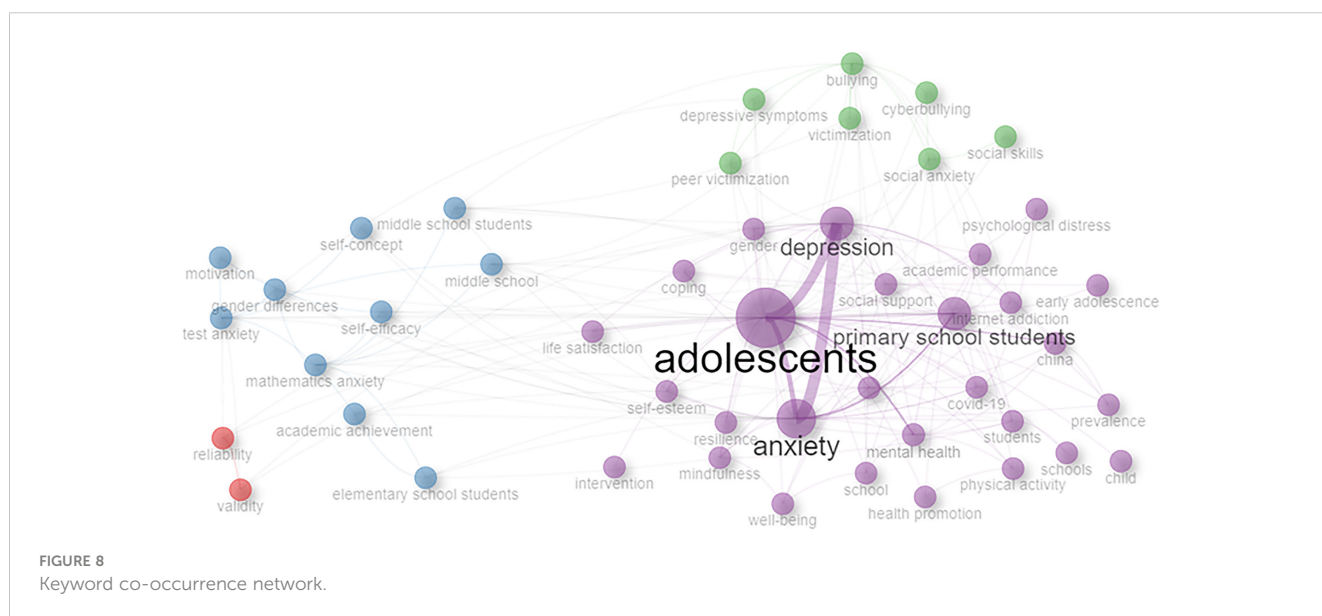 bullying
cyberbullying
depressive symptoms
victimization
social skills
social anxiety
peer victimization
psychological distress
middle school students
self-concept
gender
depression
academic performance
motivation
middle school
coping
social support
early adolescence
gender differences
internet addiction
test anxiety
self-efficacy
primary school students
life satisfaction
adolescents
china
mathematics anxiety
self-esteem
covid-19
prevalence
academic achievement
resilience
anxiety
students
reliability
mental health
schools
mindfulness
intervention
child
physical activity
school
elementary school students
validity
well-being
health promotion
FIGURE 8
Keyword co-occurrence network.